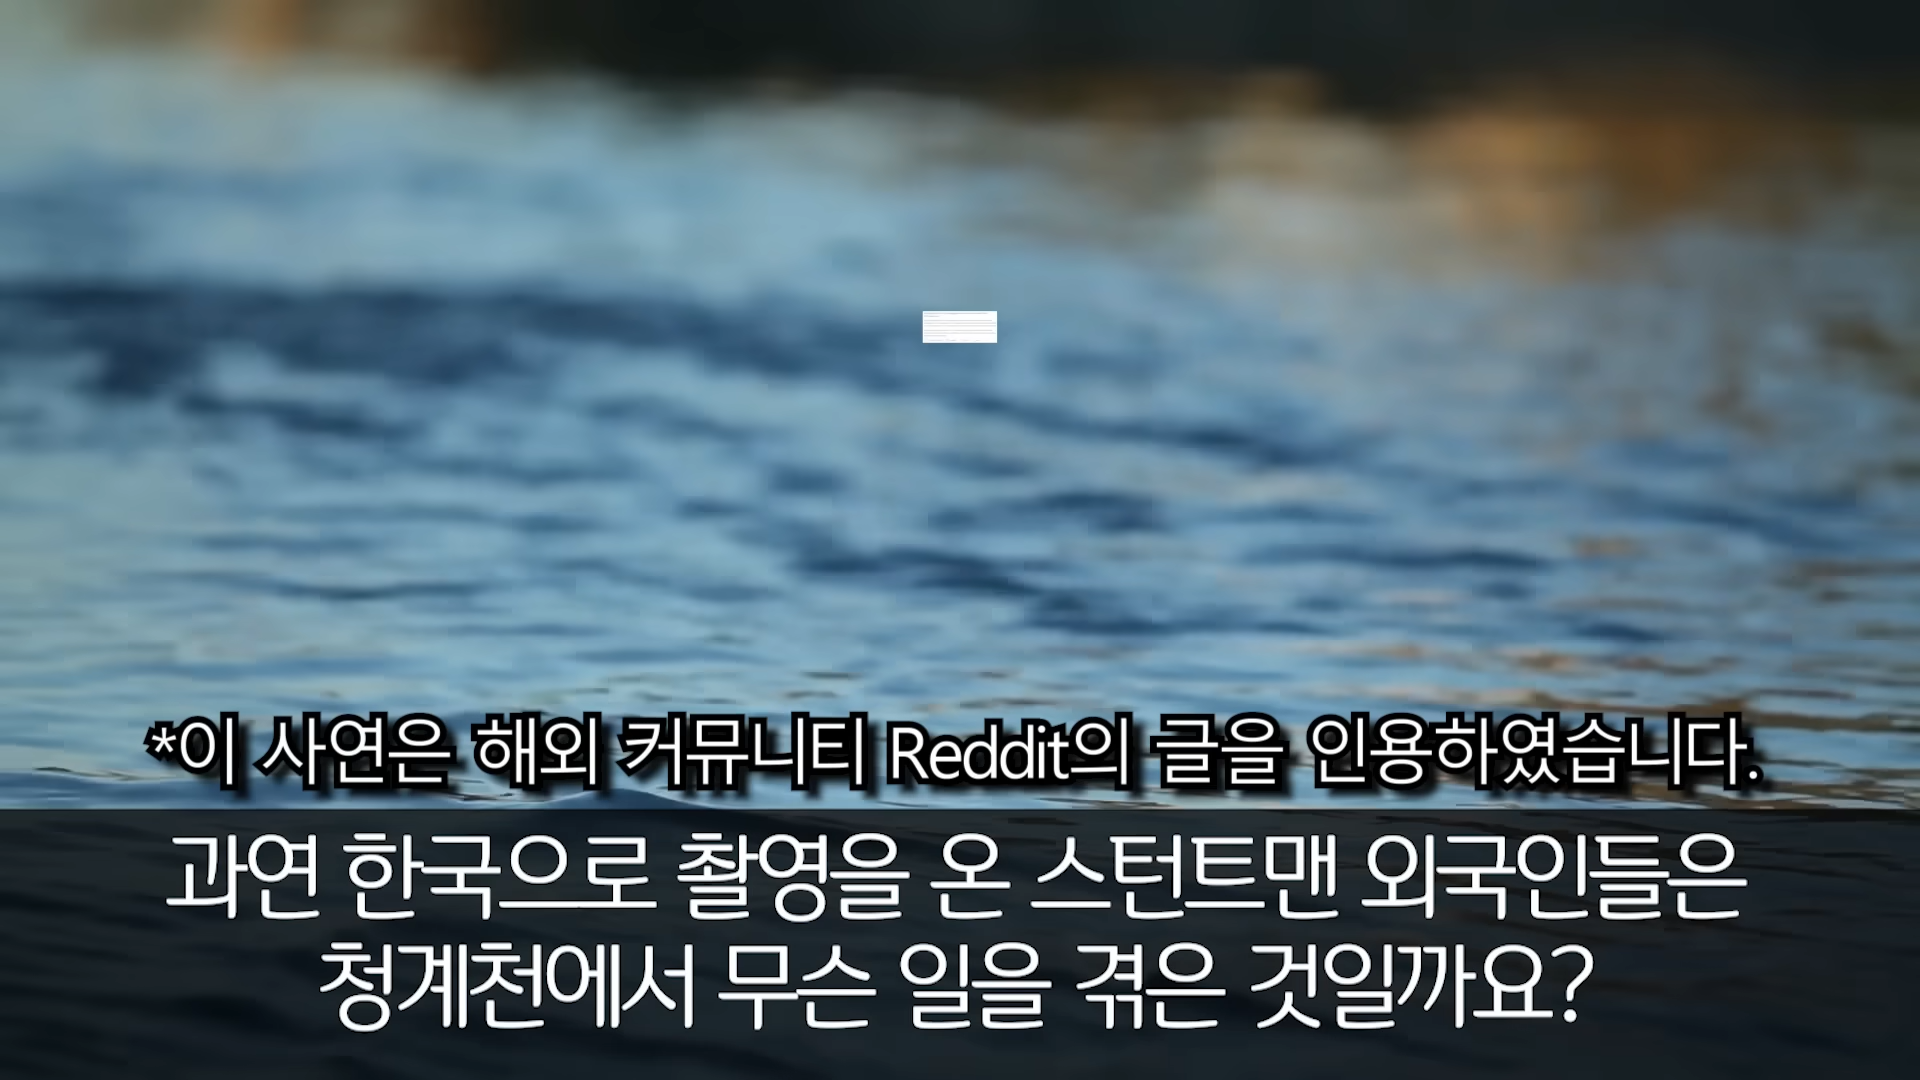 *이 사연은 해외 커뮤니티 Reddit의 글을 인용하였습니다.
과연 한국으로 촬영을 온 스턴트맨 외국인들은
청계천에서 무슨 일을 겪은 것일까요?